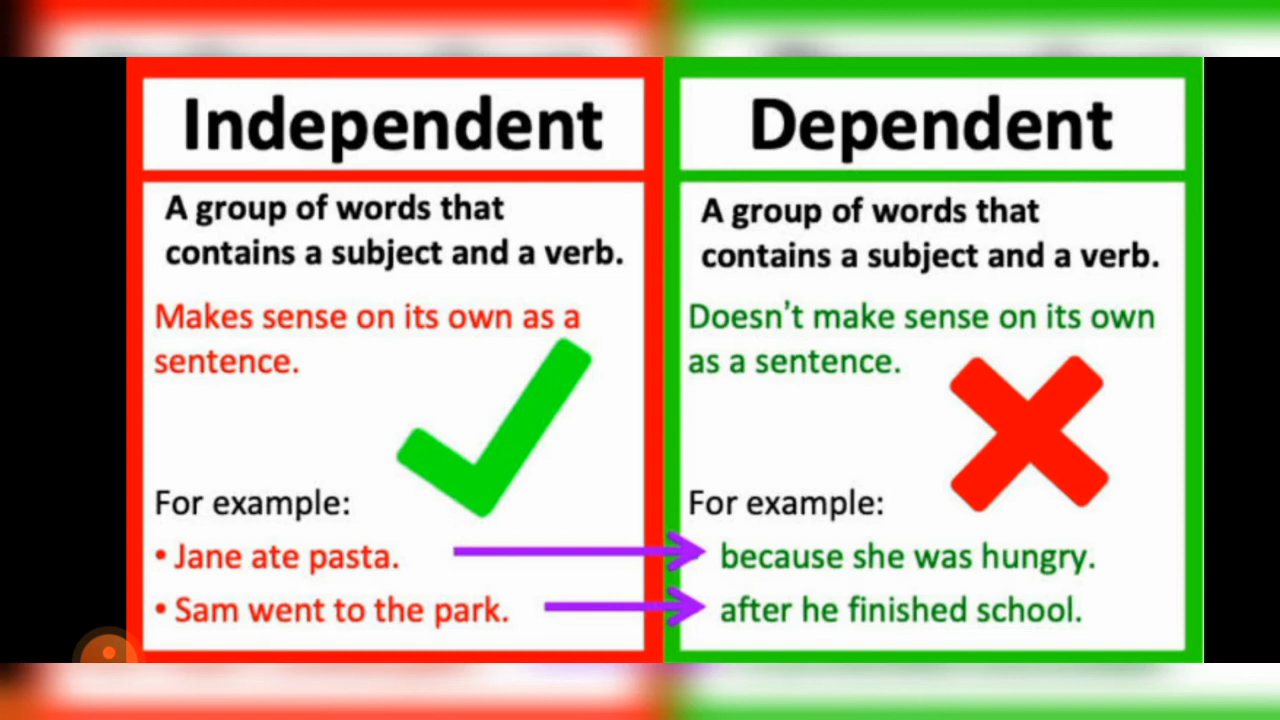 Independent
A group of words that
contains a subject and a verb.
Makes sense on its own as a
sentence.
For example:
• Jane ate pasta.
• Sam went to the park.
Dependent
A group of words that
contains a subject and a verb.
Doesn't make sense on its own
as a sentence.
For example:
because she was hungry.
after he finished school.